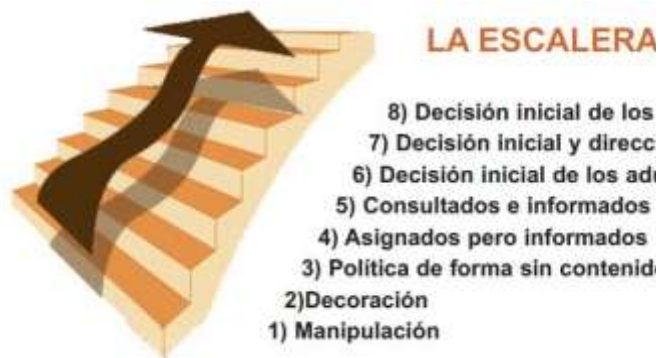 LA ESCALERA
8) Decisión inicial de los
7) Decisión inicial y direcc
6) Decisión inicial de los adu
5) Consultados e informados
4) Asignados pero informados
3) Política de forma sin contenido
2)Decoración
1) Manipulación